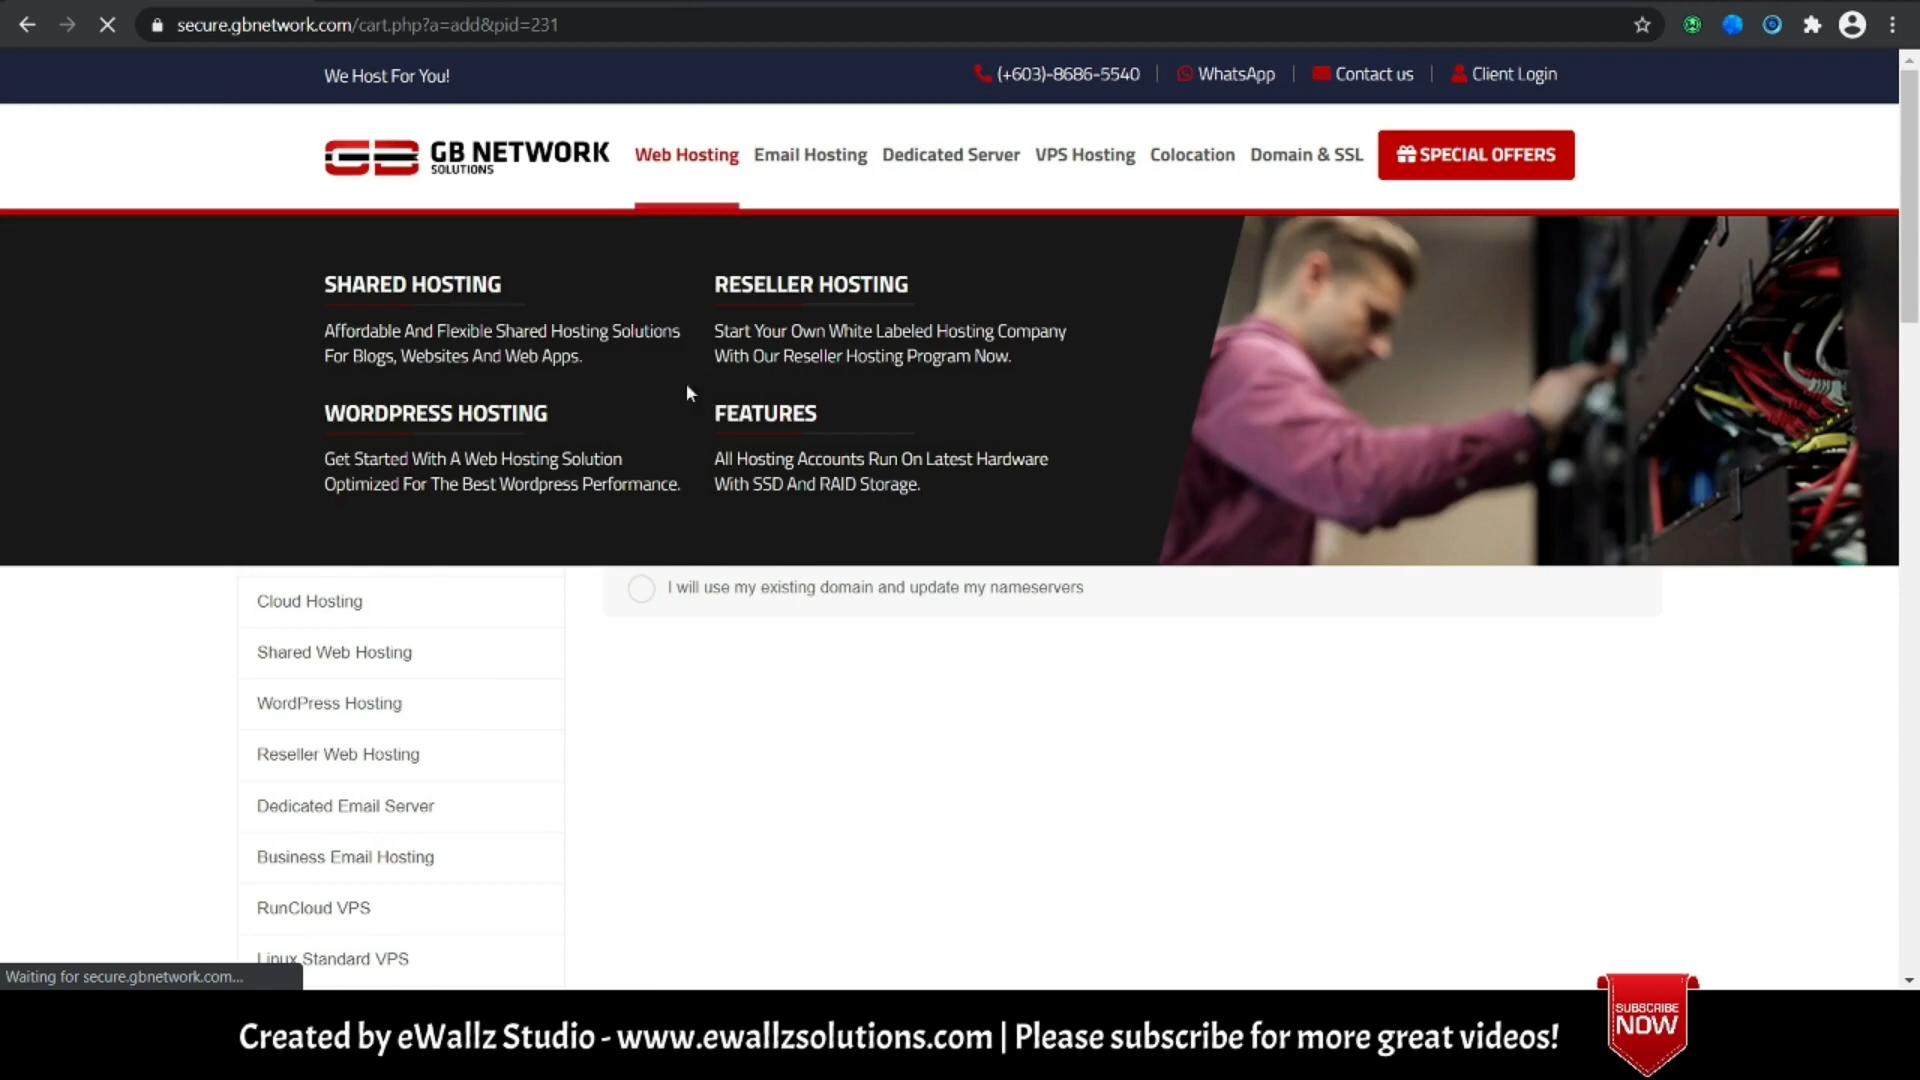 secure.gbnetwork.com/cart.php?a=add&pid=231
We Host For You!
(+603)-8686-5540
WhatsApp
Contact us
Client Login
GB NETWORK
SOLUTIONS
Web Hosting
Email Hosting
Dedicated Server
VPS Hosting
Colocation
Domain & SSL
SPECIAL OFFERS
SHARED HOSTING
Affordable And Flexible Shared Hosting Solutions
For Blogs, Websites And Web Apps.
RESELLER HOSTING
Start Your Own White Labeled Hosting Company
With Our Reseller Hosting Program Now.
WORDPRESS HOSTING
Get Started With A Web Hosting Solution
Optimized For The Best Wordpress Performance.
FEATURES
All Hosting Accounts Run On Latest Hardware
With SSD And RAID Storage.
I will use my existing domain and update my nameservers
Cloud Hosting
Shared Web Hosting
WordPress Hosting
Reseller Web Hosting
Dedicated Email Server
Business Email Hosting
RunCloud VPS
Linux Standard VPS
Waiting for secure.gbnetwork.com...
Created by eWallz Studio - www.ewallzsolutions.com | Please subscribe for more great videos!
SUBSCRIBE
NOW